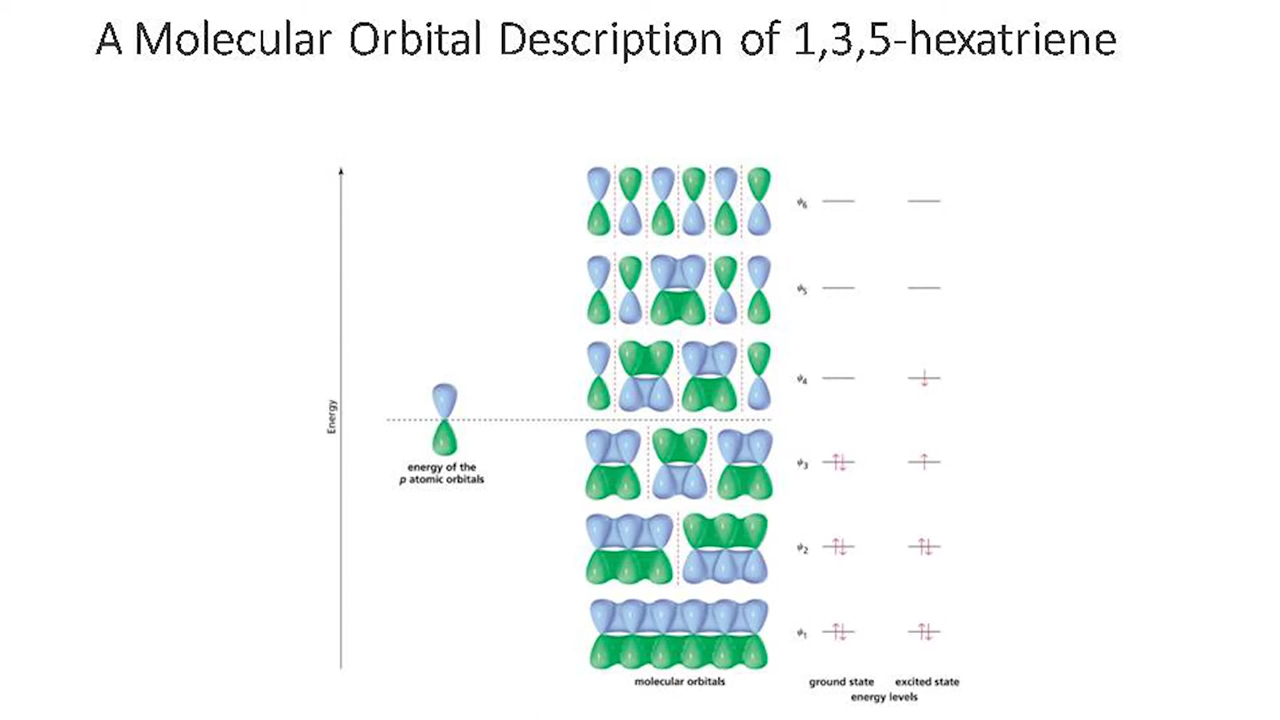 A Molecular Orbital Description of 1,3,5-hexatriene
Energy
energy of the
p atomic orbitals
ψ6
ψ5
ψ4
ψ3
ψ2
ψ1
molecular orbitals
ground state
excited state
energy levels